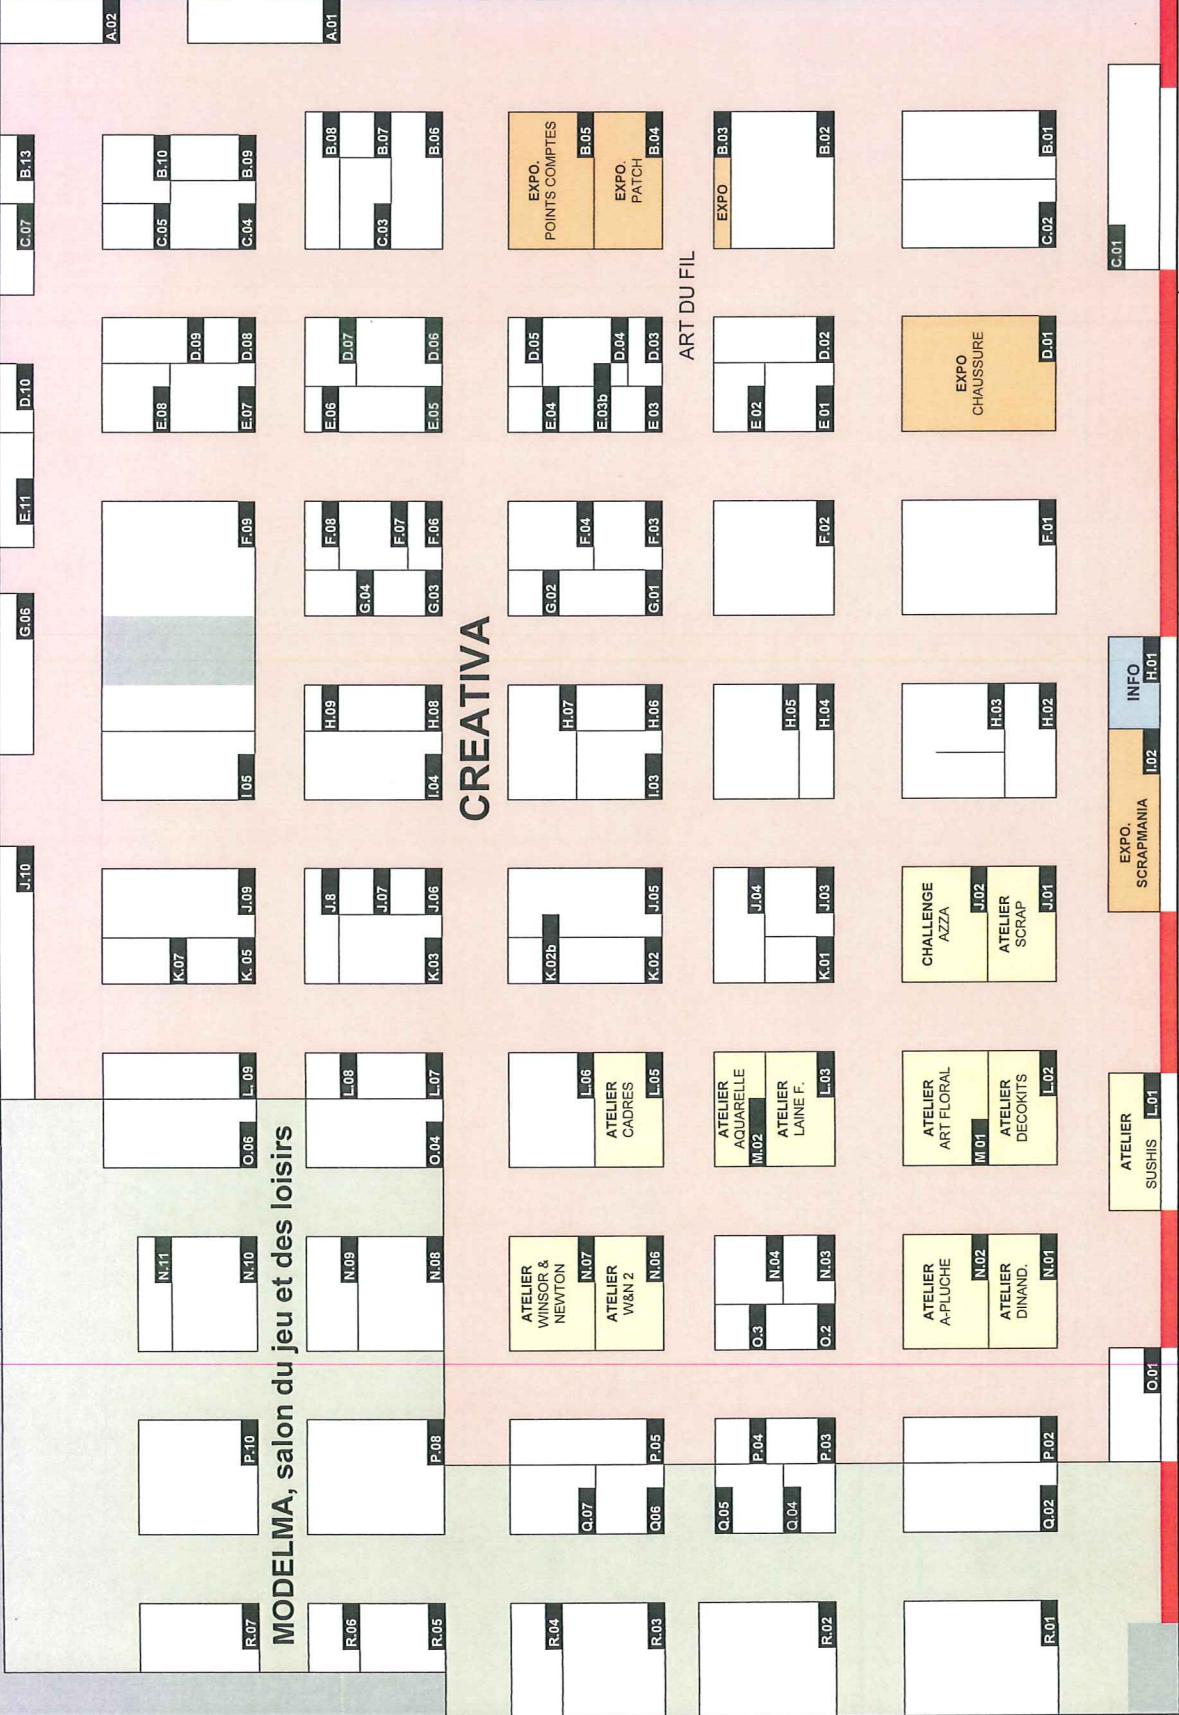 A.02
J.10
G.06
E.11
D.10
C.07
B.13
N.11
K.07
E.08
D.09
C.05
B.10
R.07
P.10
N.10
O.06
L.09
K. 05
J.09
I 05
F.09
E.07
D.08
C.04
B.09
MODELMA, salon du jeu et des loisirs
A.01
R.06
N.09
L.08
J.8
J.07
H.09
G.04
F.08
F.07
E.06
D.07
C.03
B.08
B.07
R.05
P.08
N.08
O.04
L.07
K.03
J.06
I.04
H.08
G.03
F.06
E.05
D.06
B.06
CREATIVA
R.04
Q.07
ATELIER
WINSOR &
NEWTON
N.07
L.06
K.02b
H.07
G.02
F.04
E.04
D.05
E.03b
D.04
EXPO.
POINTS COMPTES
B.05
R.03
Q06
P.05
ATELIER
W&N 2
N.06
ATELIER
CADRES
L.05
K.02
J.05
I.03
H.06
G.01
F.03
E 03
D.03
EXPO.
PATCH
B.04
ART DU FIL
Q.05
P.04
O.3
N.04
ATELIER
AQUARELLE
M.02
J.04
H.05
E 02
EXPO
B.03
R.02
Q.04
P.03
O.2
N.03
ATELIER
LAINE F.
L.03
K.01
J.03
H.04
F.02
E 01
D.02
B.02
ATELIER
A-PLUCHE
N.02
ATELIER
ART FLORAL
M 01
CHALLENGE
AZZA
J.02
H.03
EXPO
CHAUSSURE
R.01
Q.02
P.02
ATELIER
DINAND.
N.01
ATELIER
DECOKITS
L.02
ATELIER
SCRAP
J.01
H.02
F.01
D.01
C.02
B.01
O.01
ATELIER
SUSHIS
L.01
EXPO.
SCRAPMANIA
I.02
INFO
H.01
C.01